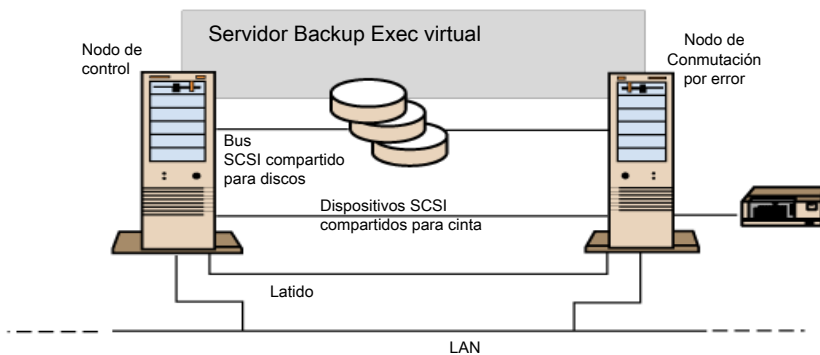 Servidor Backup Exec virtual
Nodo de
control
Nodo de
Conmutación
por error
Bus
SCSI compartido
para discos
Dispositivos SCSI
compartidos para cinta
Latido
LAN